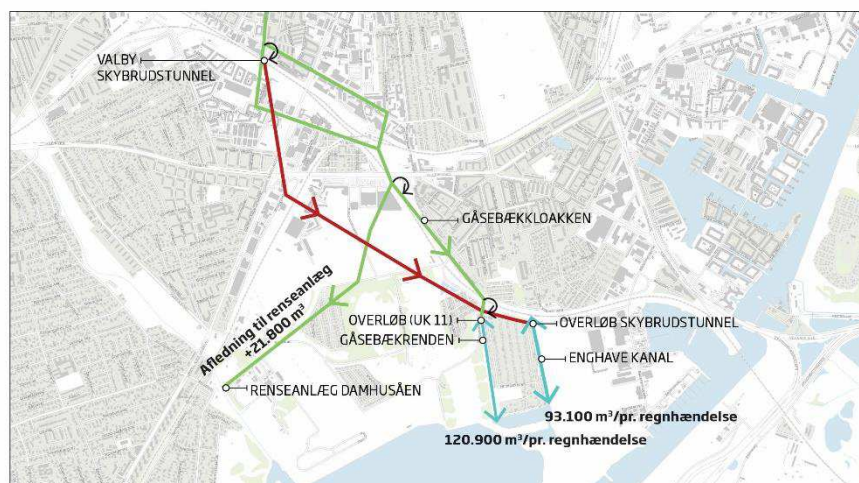 VALBY
SKYBRUDSTUNNEL
GÅSEBÆKKLOAKKEN
Afledning til renseanlæg
+21.800 m³
OVERLØB (UK 11)
GÅSEBÆKRENDEN
OVERLØB SKYBRUDSTUNNEL
ENGHAVE KANAL
RENSEANLÆG DAMHUSÅEN
93.100 m³/pr. regnhændelse
120.900 m³/pr. regnhændelse